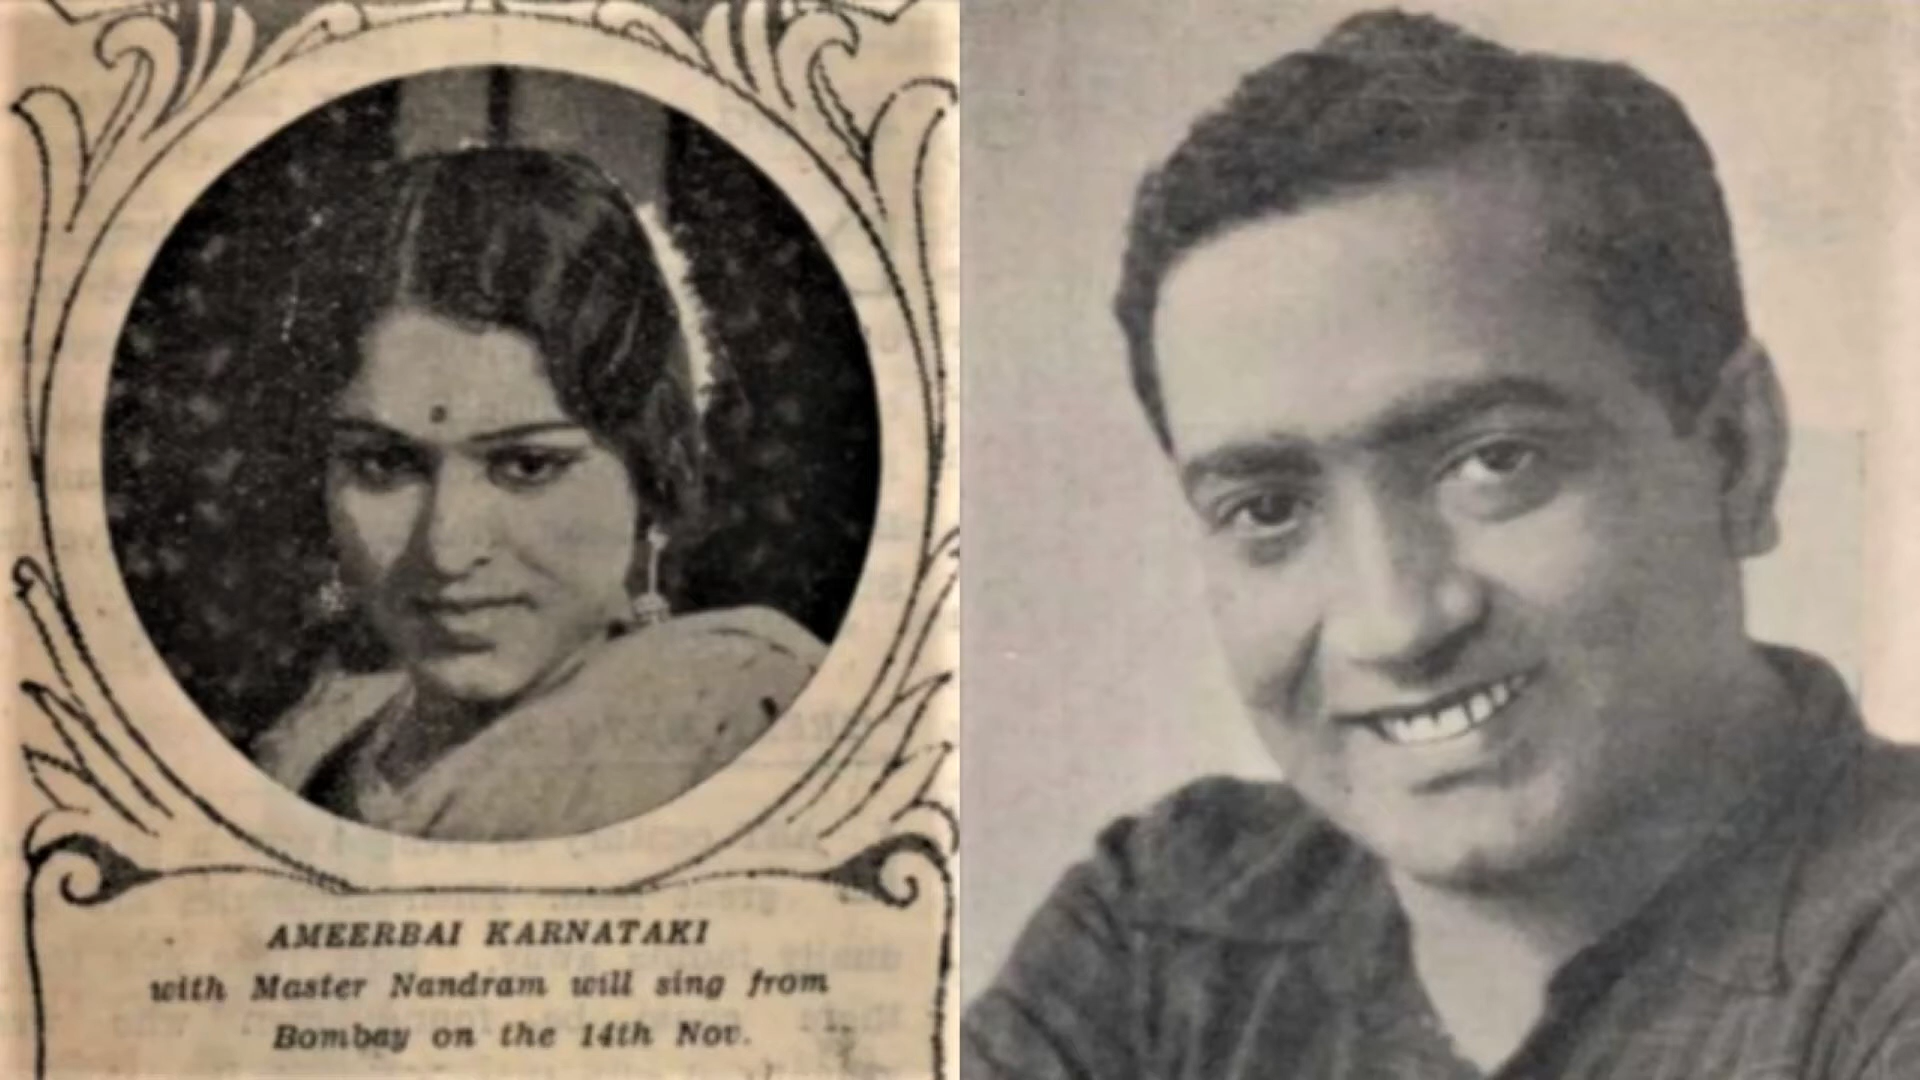 AMEERBAI KARNATAKI
with Master Nandram will sing from
Bombay on the 14th Nov.